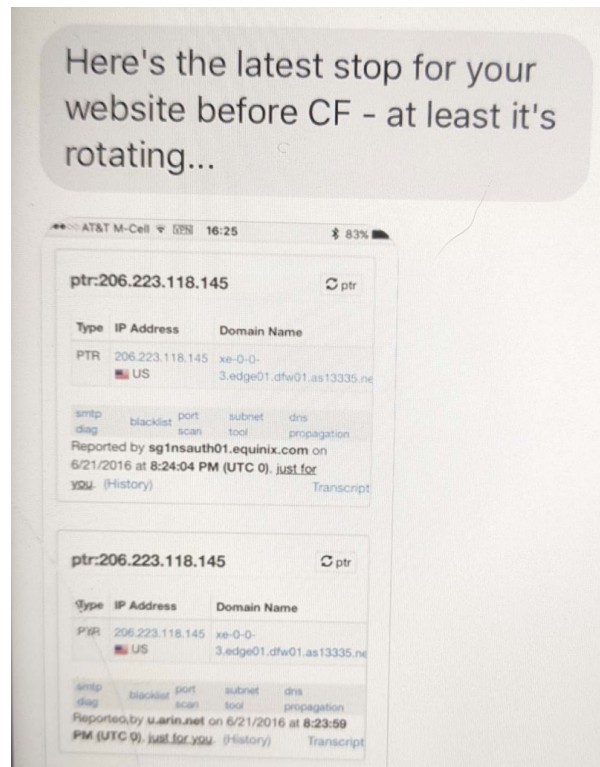 Here's the latest stop for your
website before CF - at least it's
rotating...
AT&T M-Cell VPN 16:25 83%
ptr:206.223.118.145 ptr
Type IP Address Domain Name
PTR 206.223.118.145 xe-0-0-
US 3.edge01.dfw01.as13335.ne
smtp blacklist port subnet dns
diag scan tool propagation
Reported by sg1nsauth01.equinix.com on
6/21/2016 at 8:24:04 PM (UTC 0), just for
you. (History) Transcript
ptr:206.223.118.145 ptr
Type IP Address Domain Name
PTR 206.223.118.145 xe-0-0-
US 3.edge01.dfw01.as13335.ne
smtp blacklist port subnet dns
diag scan tool propagation
Reported by u.arin.net on 6/21/2016 at 8:23:59
PM (UTC 0), just for you. (History) Transcript